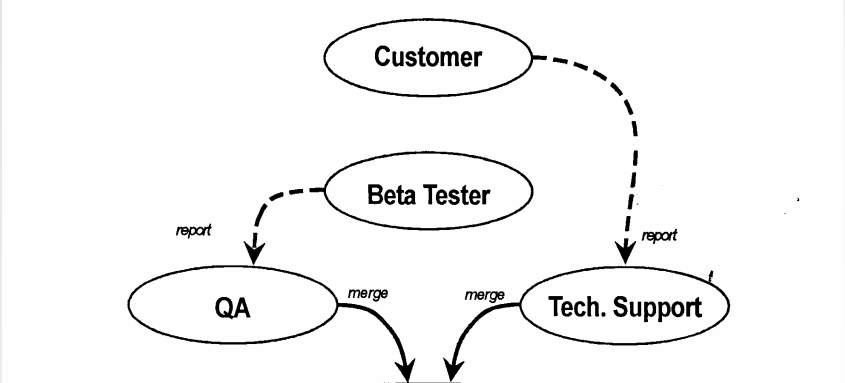 Customer
Beta Tester
report
report
QA
merge
merge
Tech. Support